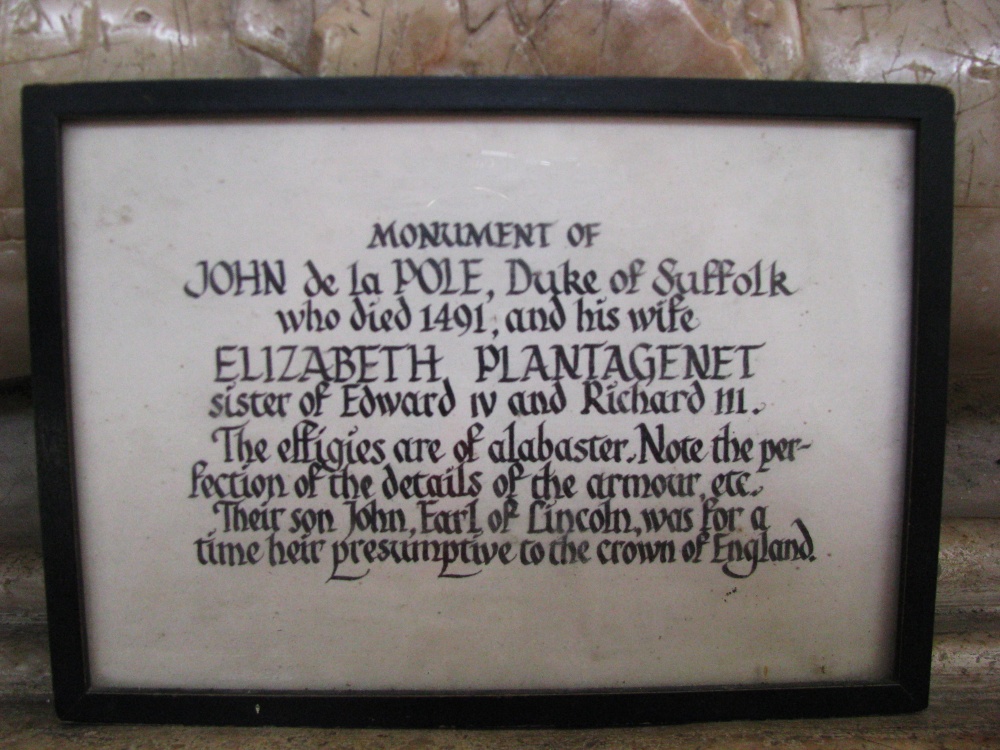 MONUMENT OF
JOHN de la POLE, Duke of Suffolk
who died 1491, and his wife
ELIZABETH PLANTAGENET
sister of Edward IV and Richard III.
The effigies are of alabaster. Note the per-
fection of the details of the armour, etc.
Their son John, Earl of Lincoln, was for a
time heir presumptive to the crown of England.